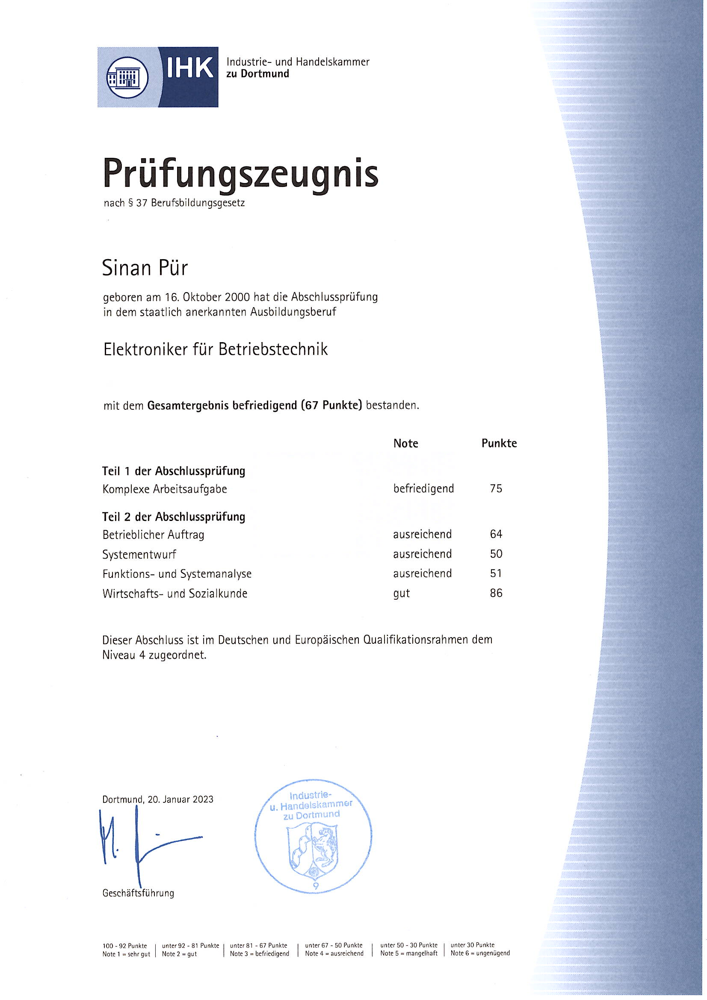 IHK
Industrie- und Handelskammer
zu Dortmund
Prüfungszeugnis
nach § 37 Berufsbildungsgesetz
Sinan Pür
geboren am 16. Oktober 2000 hat die Abschlussprüfung
in dem staatlich anerkannten Ausbildungsberuf
Elektroniker für Betriebstechnik
mit dem Gesamtergebnis befriedigend (67 Punkte) bestanden.
Note Punkte
Teil 1 der Abschlussprüfung
Komplexe Arbeitsaufgabe befriedigend 75
Teil 2 der Abschlussprüfung
Betrieblicher Auftrag ausreichend 64
Systementwurf ausreichend 50
Funktions- und Systemanalyse ausreichend 51
Wirtschafts- und Sozialkunde gut 86
Dieser Abschluss ist im Deutschen und Europäischen Qualifikationsrahmen dem
Niveau 4 zugeordnet.
Dortmund, 20. Januar 2023
Industrie-
u. Handelskammer
zu Dortmund
9
Geschäftsführung
100 - 92 Punkte | unter 92 - 81 Punkte | unter 81 - 67 Punkte | unter 67 - 50 Punkte | unter 50 - 30 Punkte | unter 30 Punkte
Note 1 = sehr gut | Note 2 = gut | Note 3 = befriedigend | Note 4 = ausreichend | Note 5 = mangelhaft | Note 6 = ungenügend